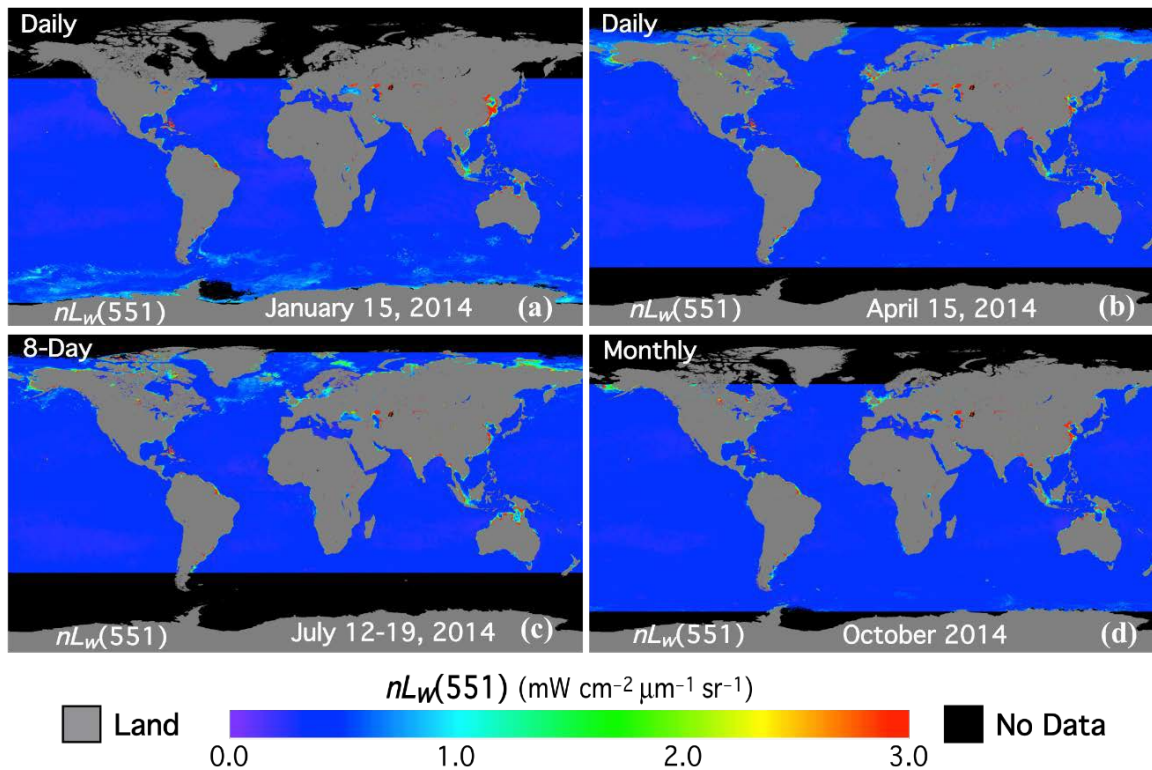 Daily
nLw(551)
January 15, 2014
(a)
Daily
nLw(551)
April 15, 2014
(b)
8-Day
nLw(551)
July 12-19, 2014
(c)
Monthly
nLw(551)
October 2014
(d)
nLw(551) (mW cm⁻² μm⁻¹ sr⁻¹)
Land
No Data
0.0 1.0 2.0 3.0